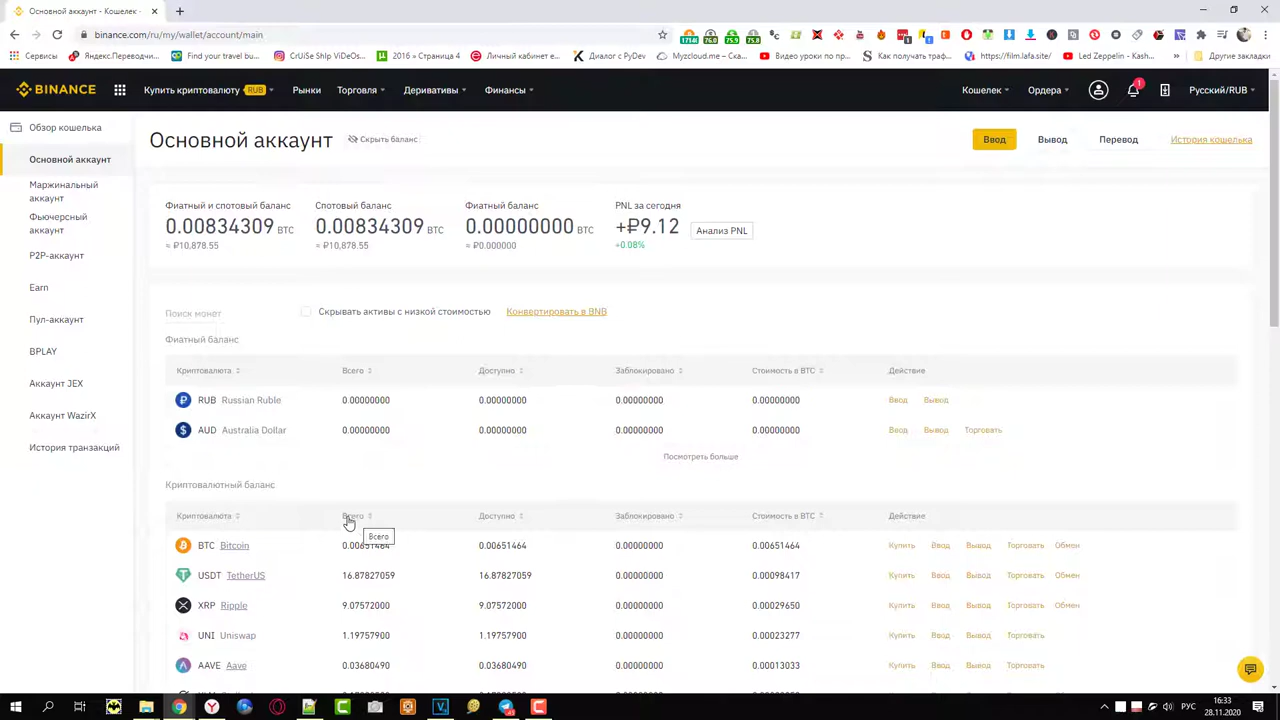 Основной аккаунт - Кошелек -
binance.com/ru/my/wallet/account/main
17140 76.0 75.9 75.8
Сервисы Яндекс.Переводчи... Find your travel bu... CrUiSe ShIp ViDeOs... 2016 » Страница 4... Личный кабинет е... Диалог с PyDev Myzcloud.me — Ска... Видео уроки по пр... Как получать траф... https://film.lafa.site/ Led Zeppelin - Kash... » Другие закладки
BINANCE Купить криптовалюту RUB Рынки Торговля Деривативы Финансы Кошелек Ордера 1 Русский/RUB
Обзор кошелька
Основной аккаунт
Маржинальный
аккаунт
Фьючерсный
аккаунт
P2P-аккаунт
Earn
Пул-аккаунт
BPLAY
Аккаунт JEX
Аккаунт WazirX
История транзакций
Основной аккаунт Скрыть баланс Ввод Вывод Перевод История кошелька
Фиатный и спотовый баланс Спотовый баланс Фиатный баланс PNL за сегодня
0.00834309 BTC 0.00834309 BTC 0.00000000 BTC +₽9.12 Анализ PNL
≈ ₽10,878.55 ≈ ₽10,878.55 ≈ ₽0.000000 +0.08%
Поиск монет Скрывать активы с низкой стоимостью Конвертировать в BNB
Фиатный баланс
Криптовалюта Всего Доступно Заблокировано Стоимость в BTC Действие
RUB Russian Ruble 0.00000000 0.00000000 0.00000000 0.00000000 Ввод Вывод
AUD Australia Dollar 0.00000000 0.00000000 0.00000000 0.00000000 Ввод Вывод Торговать
Посмотреть больше
Криптовалютный баланс
Криптовалюта Всего Доступно Заблокировано Стоимость в BTC Действие
Всего
BTC Bitcoin 0.00651464 0.00651464 0.00000000 0.00651464 Купить Ввод Вывод Торговать Обмен
USDT TetherUS 16.87827059 16.87827059 0.00000000 0.00098417 Купить Ввод Вывод Торговать Обмен
XRP Ripple 9.07572000 9.07572000 0.00000000 0.00029650 Купить Ввод Вывод Торговать Обмен
UNI Uniswap 1.19757900 1.19757900 0.00000000 0.00023277 Купить Ввод Вывод Торговать
AAVE Aave 0.03680490 0.03680490 0.00000000 0.00013033 Купить Ввод Вывод Торговать
РУС 16:33
28.11.2020